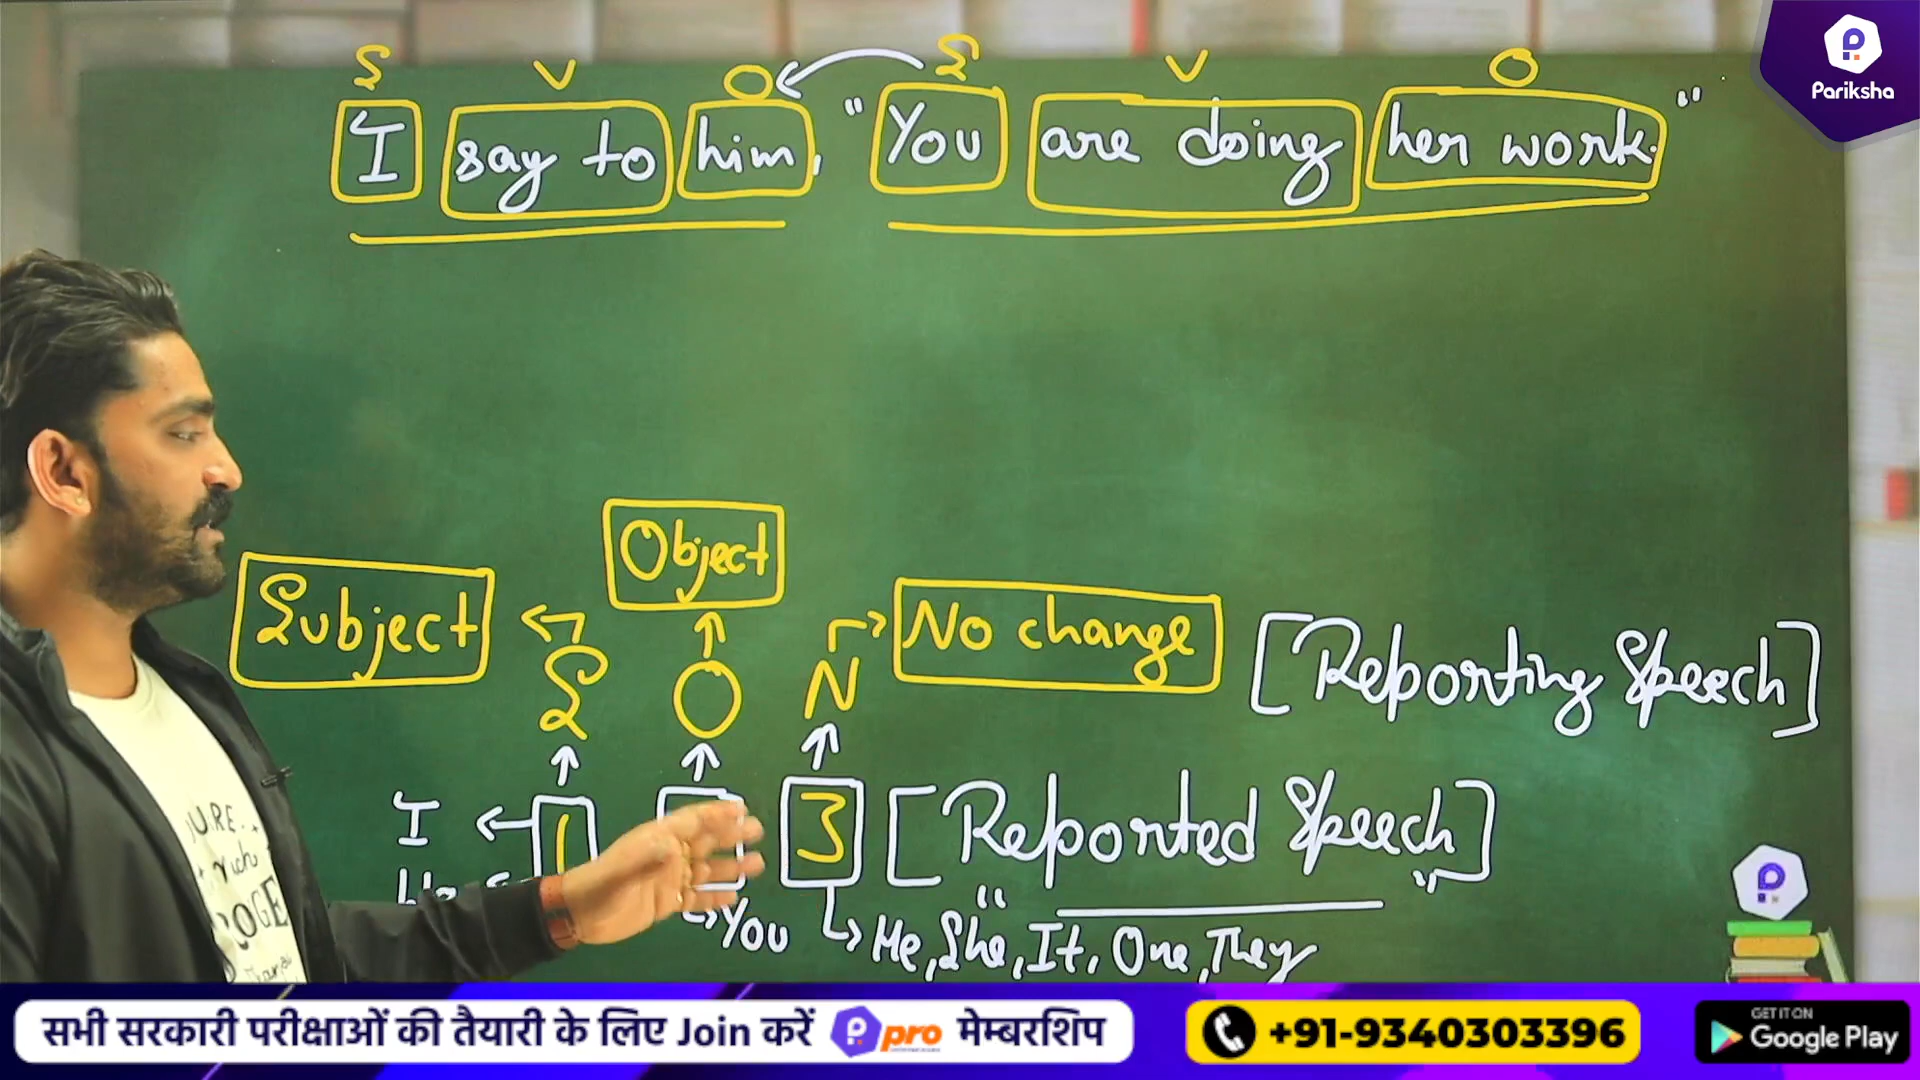 S V O S V O
I say to him, "You are doing her work."
Pariksha
Object
Subject S O N No change
[Reporting Speech]
I 1 3 [Reported Speech]
" "
You He, She, It, One, They
सभी सरकारी परीक्षाओं की तैयारी के लिए Join करें pro मेम्बरशिप
+91-9340303396
GET IT ON
Google Play